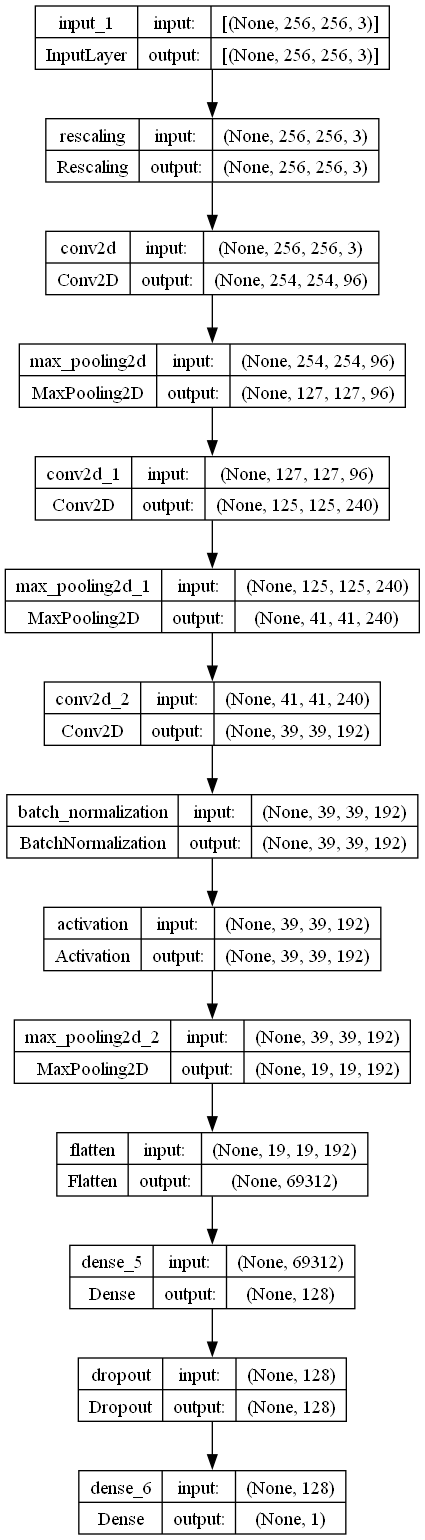 input_1 input: [(None, 256, 256, 3)]
InputLayer output: [(None, 256, 256, 3)]
rescaling input: (None, 256, 256, 3)
Rescaling output: (None, 256, 256, 3)
conv2d input: (None, 256, 256, 3)
Conv2D output: (None, 254, 254, 96)
max_pooling2d input: (None, 254, 254, 96)
MaxPooling2D output: (None, 127, 127, 96)
conv2d_1 input: (None, 127, 127, 96)
Conv2D output: (None, 125, 125, 240)
max_pooling2d_1 input: (None, 125, 125, 240)
MaxPooling2D output: (None, 41, 41, 240)
conv2d_2 input: (None, 41, 41, 240)
Conv2D output: (None, 39, 39, 192)
batch_normalization input: (None, 39, 39, 192)
BatchNormalization output: (None, 39, 39, 192)
activation input: (None, 39, 39, 192)
Activation output: (None, 39, 39, 192)
max_pooling2d_2 input: (None, 39, 39, 192)
MaxPooling2D output: (None, 19, 19, 192)
flatten input: (None, 19, 19, 192)
Flatten output: (None, 69312)
dense_5 input: (None, 69312)
Dense output: (None, 128)
dropout input: (None, 128)
Dropout output: (None, 128)
dense_6 input: (None, 128)
Dense output: (None, 1)